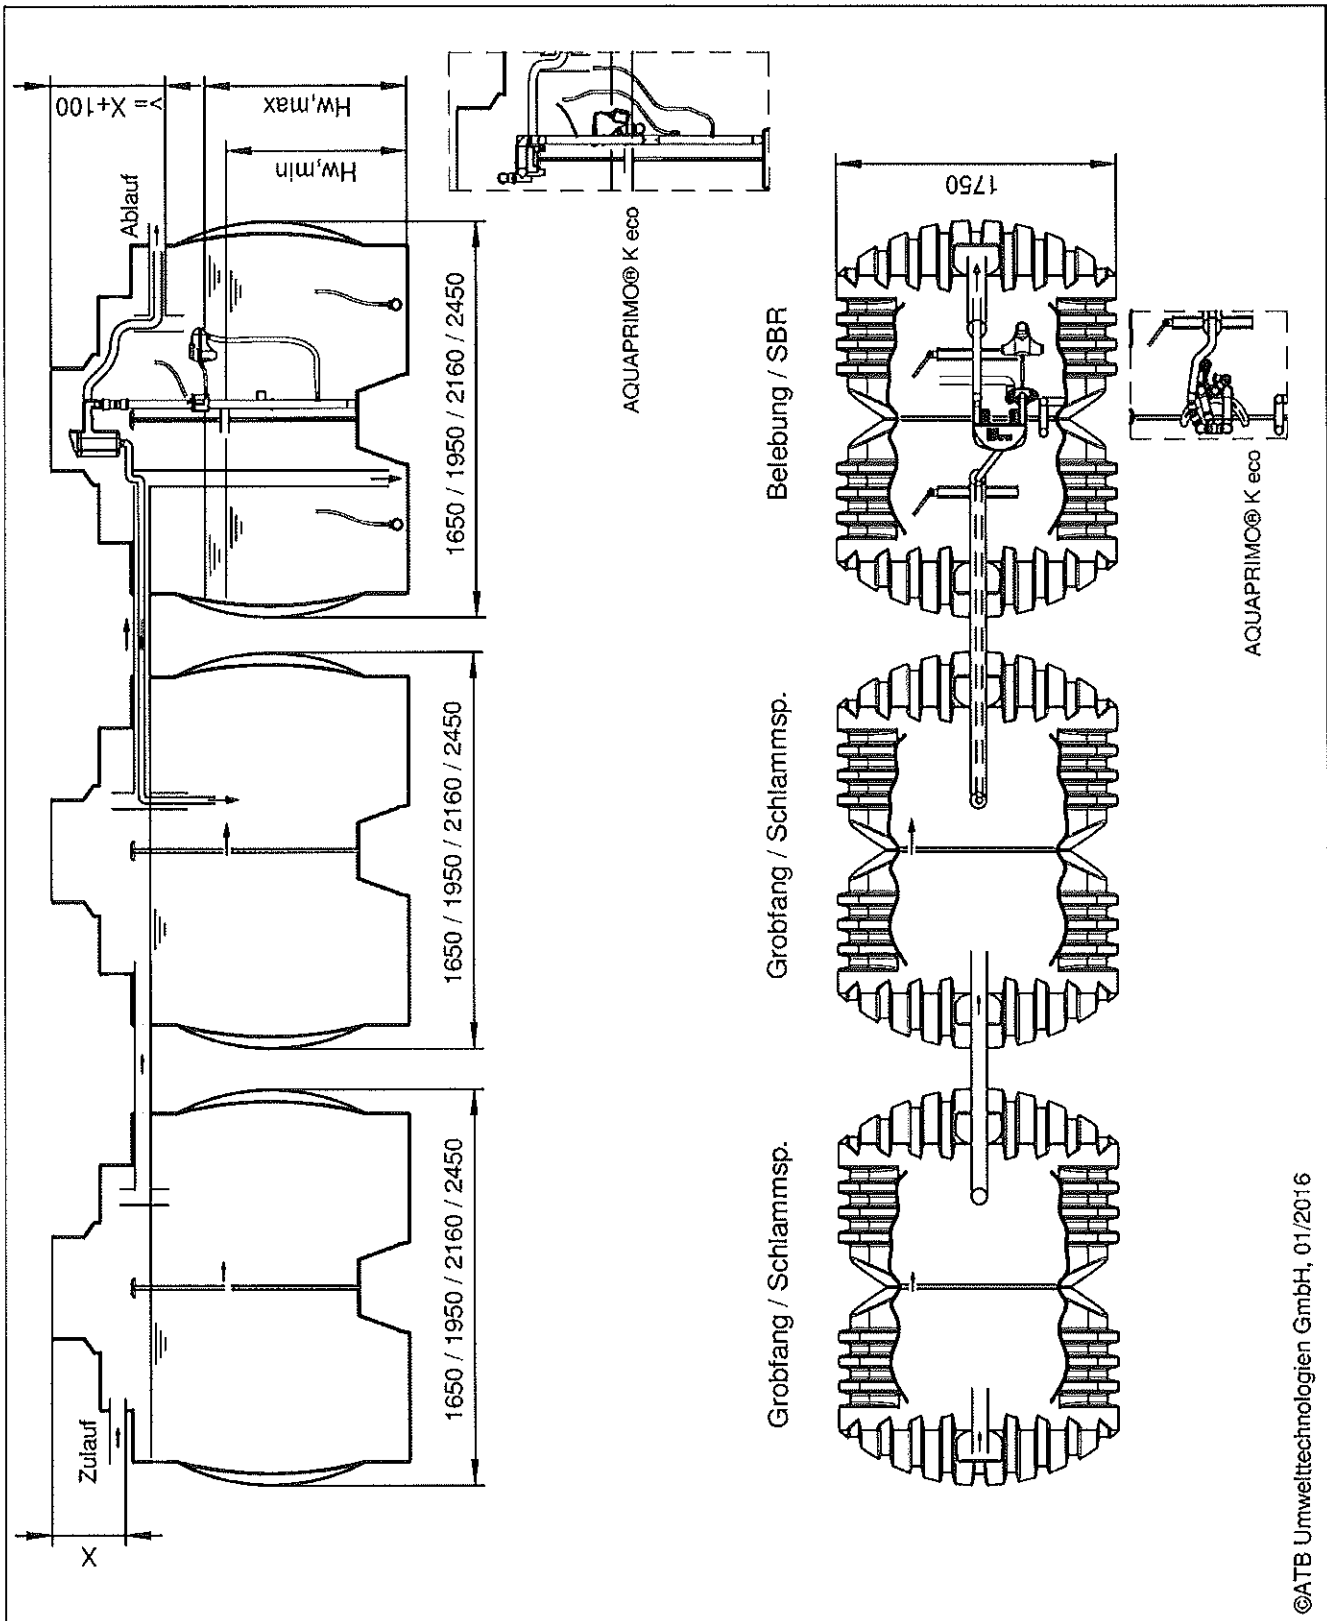 Zulauf
X
Ablauf
>= X+100
Hw,max
Hw,min
1650 / 1950 / 2160 / 2450
1650 / 1950 / 2160 / 2450
1650 / 1950 / 2160 / 2450
AQUAPRIMO® K eco
Grobfang / Schlammsp.
Grobfang / Schlammsp.
Belebung / SBR
1750
AQUAPRIMO® K eco
©ATB Umwelttechnologien GmbH, 01/2016